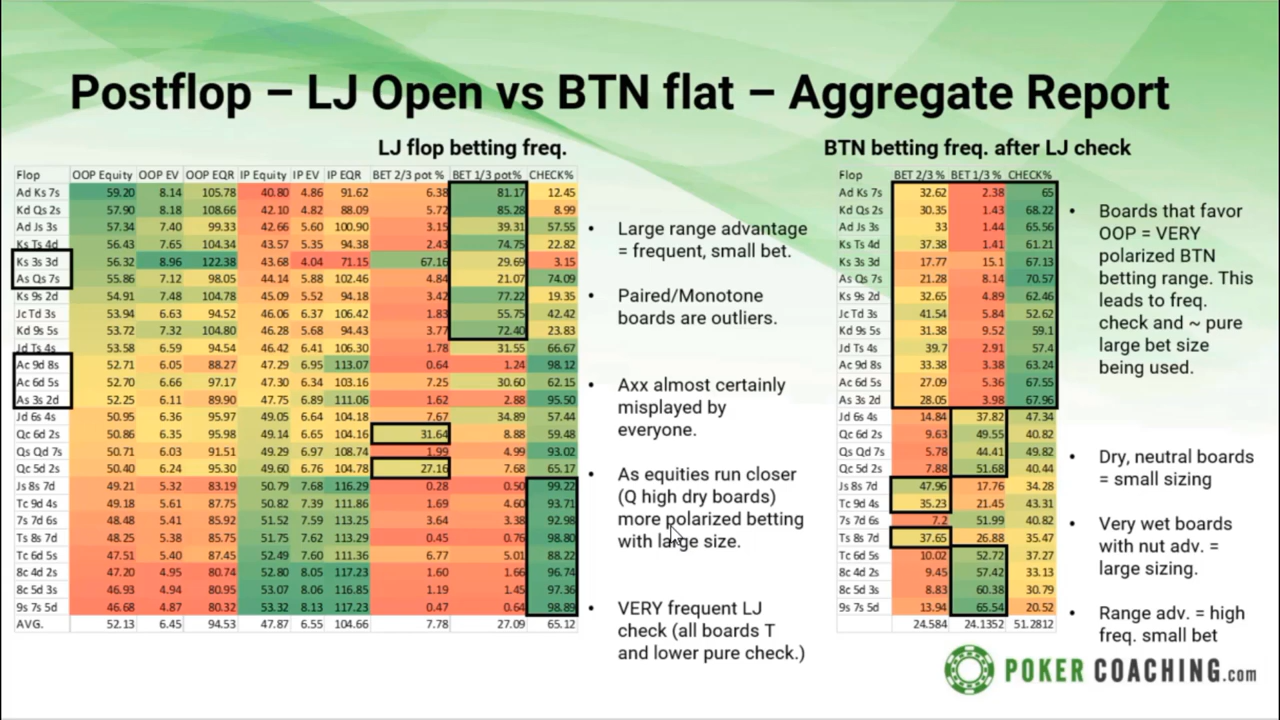 Postflop – LJ Open vs BTN flat – Aggregate Report
LJ flop betting freq.
Flop OOP Equity OOP EV OOP EQR IP Equity IP EV IP EQR BET 2/3 pot % BET 1/3 pot% CHECK%
Ad Ks 7s 59.20 8.14 105.78 40.80 4.86 91.62 6.38 81.17 12.45
Kd Qs 2s 57.90 8.18 108.66 42.10 4.82 88.09 5.72 85.28 8.99
Ad Js 3s 57.34 7.40 99.33 42.66 5.60 100.90 3.15 39.31 57.55
Ks Ts 4d 56.43 7.65 104.34 43.57 5.35 94.38 2.43 74.75 22.82
Ks 3s 3d 56.32 8.96 122.38 43.68 4.04 71.15 67.16 29.69 3.15
As Qs 7s 55.86 7.12 98.05 44.14 5.88 102.46 4.84 21.07 74.09
Ks 9s 2d 54.91 7.48 104.78 45.09 5.52 94.18 3.42 77.22 19.35
Jc Td 3s 53.94 6.63 94.52 46.06 6.37 106.42 1.83 55.75 42.42
Kd 9s 5s 53.72 7.32 104.80 46.28 5.68 94.43 3.77 72.40 23.83
Jd Ts 4s 53.58 6.59 94.54 46.42 6.41 106.30 1.78 31.55 66.67
Ac 9d 8s 52.71 6.05 88.27 47.29 6.95 113.07 0.64 1.24 98.12
Ac 6d 5s 52.70 6.66 97.17 47.30 6.34 103.16 7.25 30.60 62.15
As 3s 2d 52.25 6.11 89.90 47.75 6.89 111.06 1.62 2.88 95.50
Jd 6s 4s 50.95 6.36 95.97 49.05 6.64 104.18 7.67 34.89 57.44
Qc 6d 2s 50.86 6.35 95.98 49.14 6.65 104.16 31.64 8.88 59.48
Qs Qd 7s 50.71 6.03 91.51 49.29 6.97 108.74 1.99 4.99 93.02
Qc 5d 2s 50.40 6.24 95.30 49.60 6.76 104.78 27.16 7.68 65.17
Js 8s 7d 49.21 5.32 83.19 50.79 7.68 116.29 0.28 0.50 99.22
Tc 9d 4s 49.18 5.61 87.75 50.82 7.39 111.86 1.69 4.60 93.71
7s 7d 6s 48.48 5.41 85.92 51.52 7.59 113.25 3.64 3.38 92.98
Ts 8s 7d 48.25 5.38 85.75 51.75 7.62 113.29 0.45 0.76 98.80
Tc 6d 5s 47.51 5.40 87.45 52.49 7.60 111.36 6.77 5.01 88.22
8c 4d 2s 47.20 4.95 80.74 52.80 8.05 117.23 1.60 1.66 96.74
8c 5d 3s 46.93 4.94 80.95 53.07 8.06 116.85 1.19 1.45 97.36
9s 7s 5d 46.68 4.87 80.32 53.32 8.13 117.23 0.47 0.64 98.89
AVG. 52.13 6.45 94.53 47.87 6.55 104.66 7.78 27.09 65.12
• Large range advantage
= frequent, small bet.
• Paired/Monotone
boards are outliers.
• Axx almost certainly
misplayed by
everyone.
• As equities run closer
(Q high dry boards)
more polarized betting
with large size.
• VERY frequent LJ
check (all boards T
and lower pure check.)
BTN betting freq. after LJ check
Flop BET 2/3 % BET 1/3 % CHECK%
Ad Ks 7s 32.62 2.38 65
Kd Qs 2s 30.35 1.43 68.22
Ad Js 3s 33 1.44 65.56
Ks Ts 4d 37.38 1.41 61.21
Ks 3s 3d 17.77 15.1 67.13
As Qs 7s 21.28 8.14 70.57
Ks 9s 2d 32.65 4.89 62.46
Jc Td 3s 41.54 5.84 52.62
Kd 9s 5s 31.38 9.52 59.1
Jd Ts 4s 39.7 2.91 57.4
Ac 9d 8s 33.38 3.38 63.24
Ac 6d 5s 27.09 5.36 67.55
As 3s 2d 28.05 3.98 67.96
Jd 6s 4s 14.84 37.82 47.34
Qc 6d 2s 9.63 49.55 40.82
Qs Qd 7s 5.78 44.41 49.82
Qc 5d 2s 7.88 51.68 40.44
Js 8s 7d 47.96 17.76 34.28
Tc 9d 4s 35.23 21.45 43.31
7s 7d 6s 7.2 51.99 40.82
Ts 8s 7d 37.65 26.88 35.47
Tc 6d 5s 10.02 52.72 37.27
8c 4d 2s 9.45 57.42 33.13
8c 5d 3s 8.83 60.38 30.79
9s 7s 5d 13.94 65.54 20.52
24.584 24.1352 51.2812
• Boards that favor
OOP = VERY
polarized BTN
betting range. This
leads to freq.
check and ~ pure
large bet size
being used.
• Dry, neutral boards
= small sizing
• Very wet boards
with nut adv. =
large sizing.
• Range adv. = high
freq. small bet
POKER COACHING.com